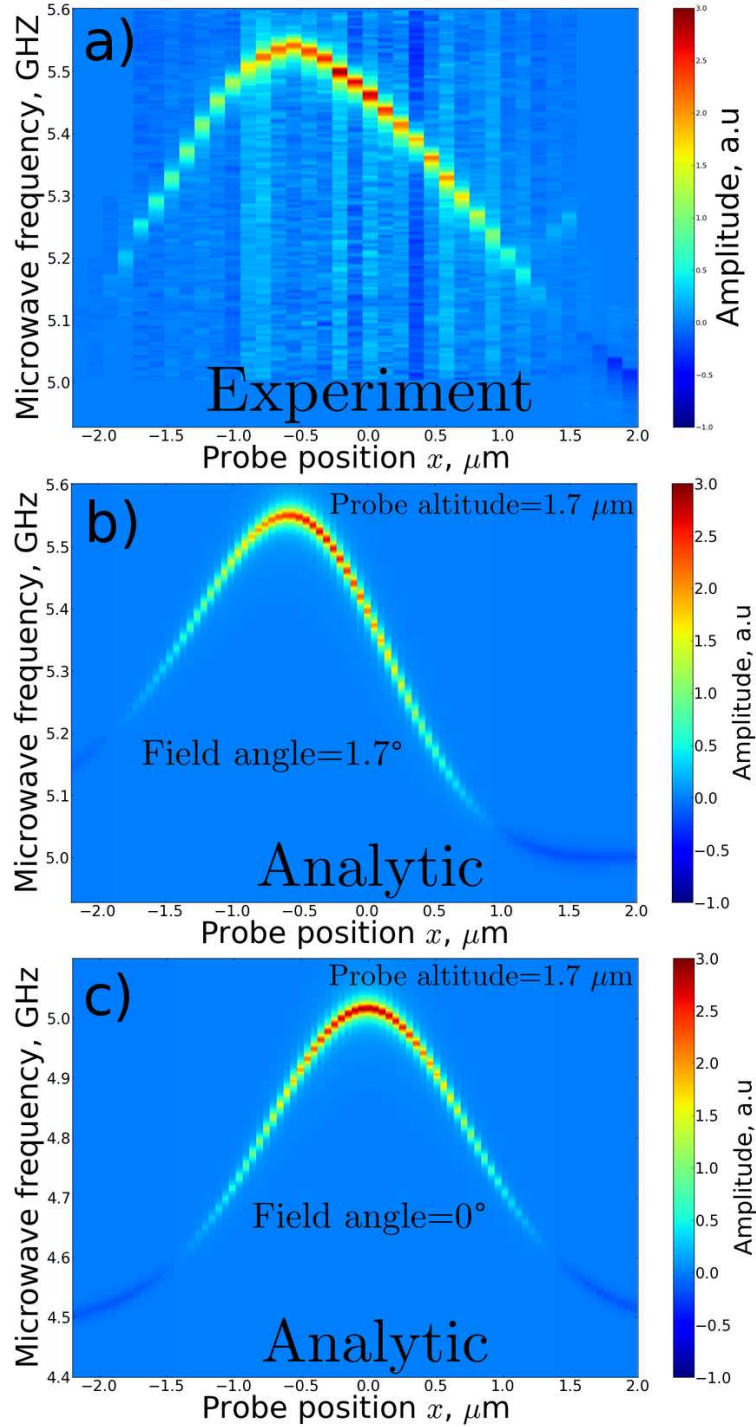 a)
Microwave frequency, GHz
5.6
5.5
5.4
5.3
5.2
5.1
5.0
Experiment
−2.0 −1.5 −1.0 −0.5 0.0 0.5 1.0 1.5 2.0
Probe position x, μm
3.0
2.5
2.0
1.5
1.0
0.5
0.0
−0.5
−1.0
Amplitude, a.u
b)
Probe altitude=1.7 μm
Microwave frequency, GHz
5.6
5.5
5.4
5.3
5.2
5.1
5.0
Field angle=1.7°
Analytic
−2.0 −1.5 −1.0 −0.5 0.0 0.5 1.0 1.5 2.0
Probe position x, μm
3.0
2.5
2.0
1.5
1.0
0.5
0.0
−0.5
−1.0
Amplitude, a.u
c)
Probe altitude=1.7 μm
Microwave frequency, GHz
5.0
4.9
4.8
4.7
4.6
4.5
4.4
Field angle=0°
Analytic
−2.0 −1.5 −1.0 −0.5 0.0 0.5 1.0 1.5 2.0
Probe position x, μm
3.0
2.5
2.0
1.5
1.0
0.5
0.0
−0.5
−1.0
Amplitude, a.u